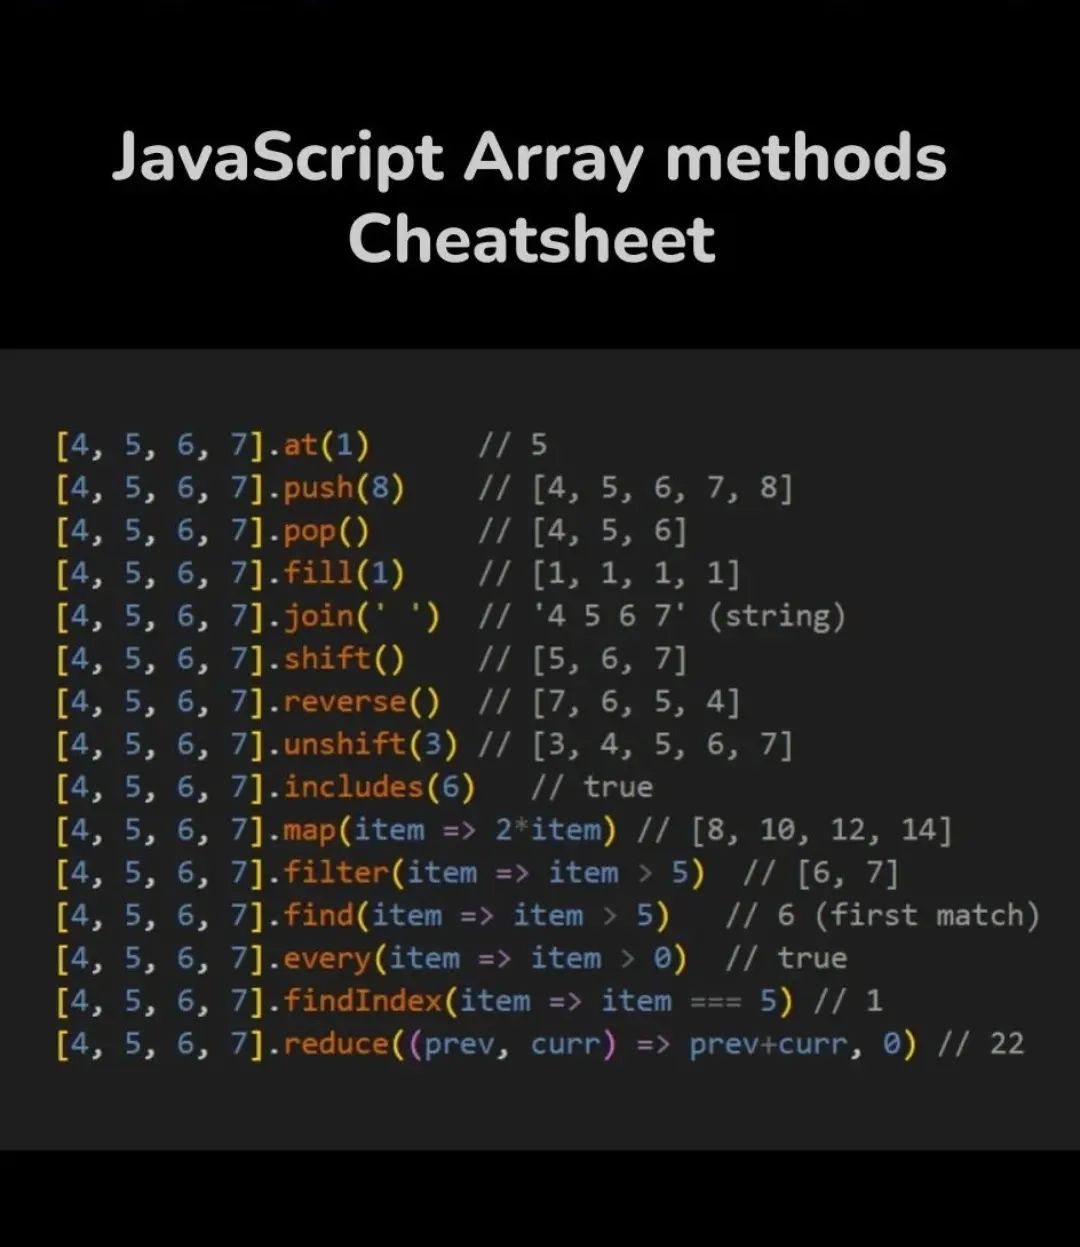 JavaScript Array methods
Cheatsheet
[4, 5, 6, 7].at(1) // 5
[4, 5, 6, 7].push(8) // [4, 5, 6, 7, 8]
[4, 5, 6, 7].pop() // [4, 5, 6]
[4, 5, 6, 7].fill(1) // [1, 1, 1, 1]
[4, 5, 6, 7].join(' ') // '4 5 6 7' (string)
[4, 5, 6, 7].shift() // [5, 6, 7]
[4, 5, 6, 7].reverse() // [7, 6, 5, 4]
[4, 5, 6, 7].unshift(3) // [3, 4, 5, 6, 7]
[4, 5, 6, 7].includes(6) // true
[4, 5, 6, 7].map(item => 2*item) // [8, 10, 12, 14]
[4, 5, 6, 7].filter(item => item > 5) // [6, 7]
[4, 5, 6, 7].find(item => item > 5) // 6 (first match)
[4, 5, 6, 7].every(item => item > 0) // true
[4, 5, 6, 7].findIndex(item => item === 5) // 1
[4, 5, 6, 7].reduce((prev, curr) => prev+curr, 0) // 22